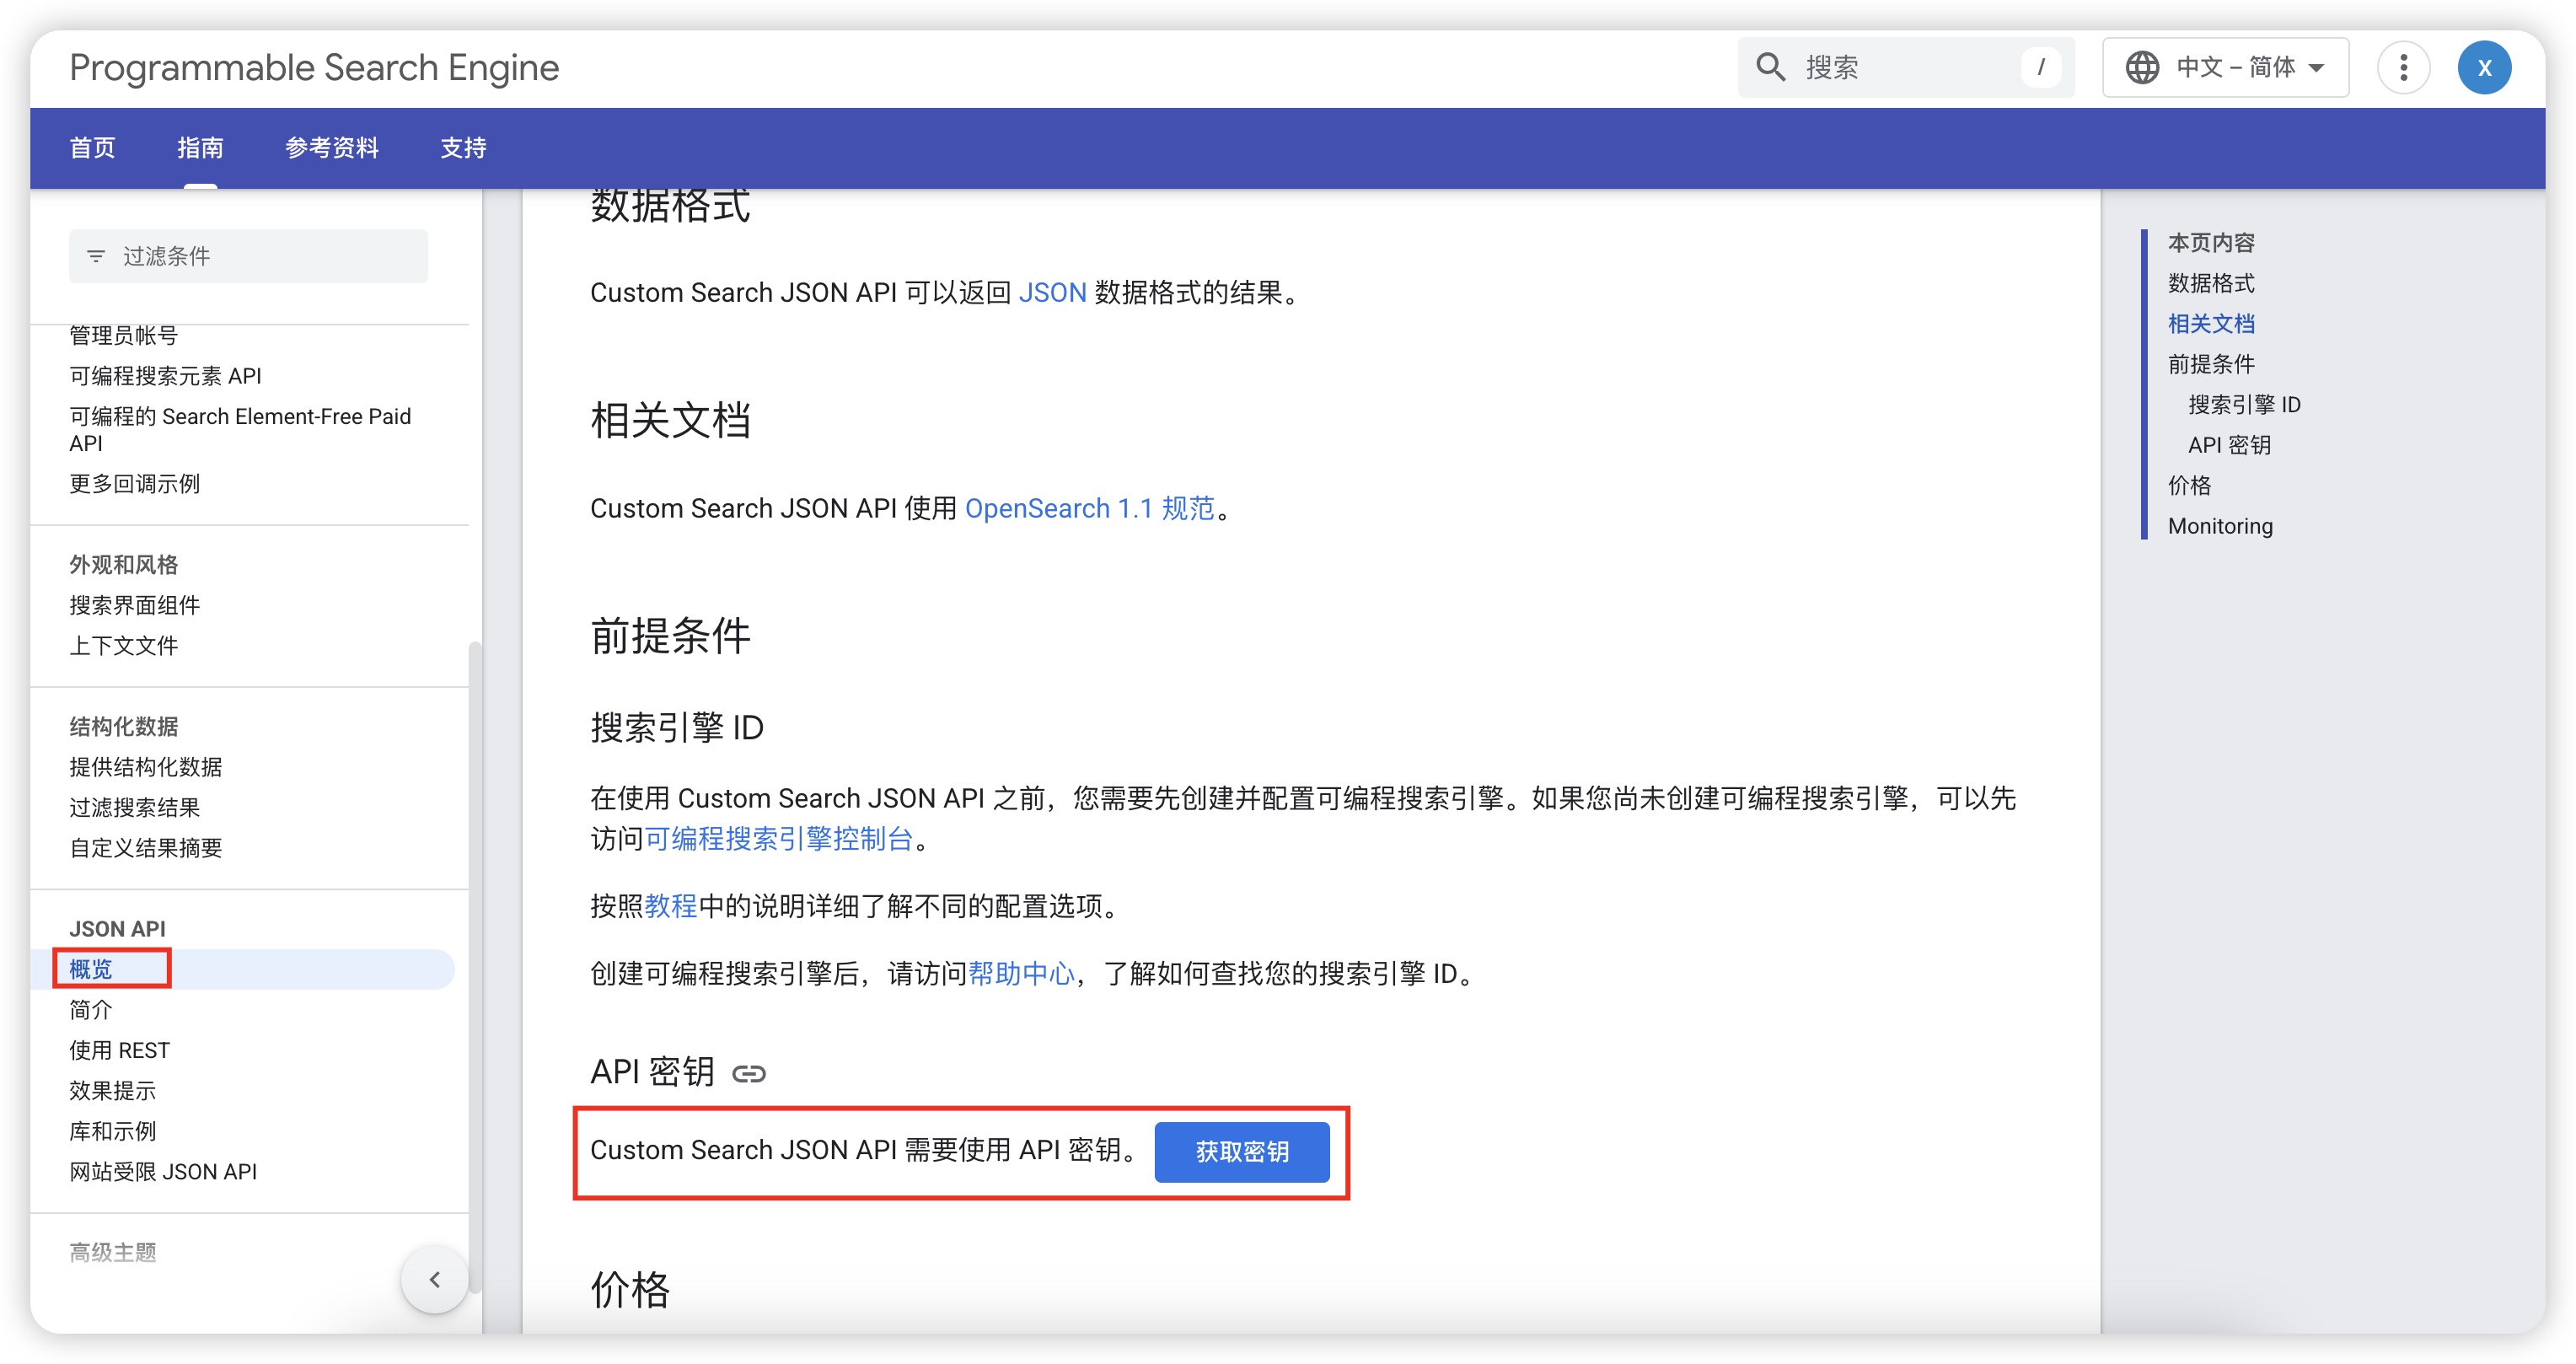 Programmable Search Engine
搜索
/
中文 – 简体
X
首页
指南
参考资料
支持
过滤条件
管理员帐号
可编程搜索元素 API
可编程的 Search Element-Free Paid
API
更多回调示例
外观和风格
搜索界面组件
上下文文件
结构化数据
提供结构化数据
过滤搜索结果
自定义结果摘要
JSON API
概览
简介
使用 REST
效果提示
库和示例
网站受限 JSON API
高级主题
数据格式
Custom Search JSON API 可以返回 JSON 数据格式的结果。
相关文档
Custom Search JSON API 使用 OpenSearch 1.1 规范。
前提条件
搜索引擎 ID
在使用 Custom Search JSON API 之前，您需要先创建并配置可编程搜索引擎。如果您尚未创建可编程搜索引擎，可以先
访问可编程搜索引擎控制台。
按照教程中的说明详细了解不同的配置选项。
创建可编程搜索引擎后，请访问帮助中心，了解如何查找您的搜索引擎 ID。
API 密钥
Custom Search JSON API 需要使用 API 密钥。
获取密钥
价格
本页内容
数据格式
相关文档
前提条件
搜索引擎 ID
API 密钥
价格
Monitoring